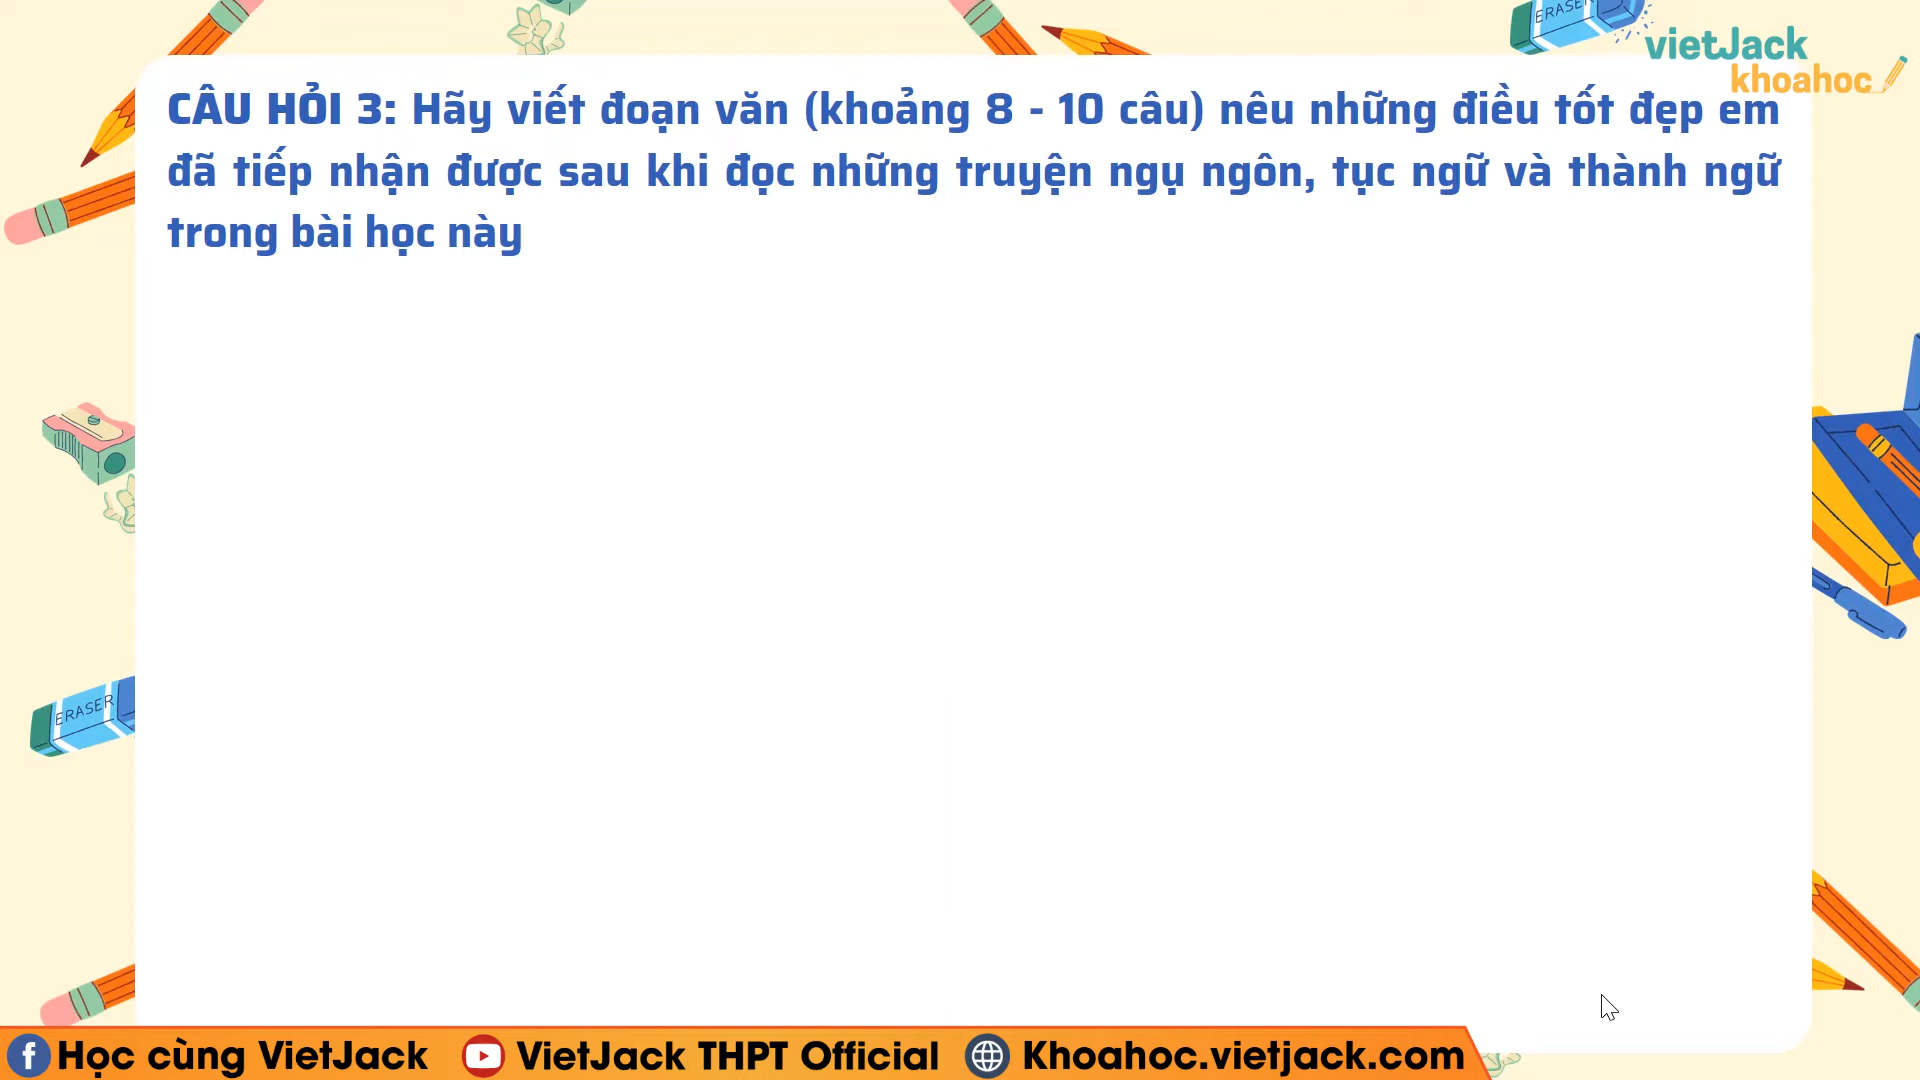 ERASER
vietJack
khoahoc
CÂU HỎI 3: Hãy viết đoạn văn (khoảng 8 - 10 câu) nêu những điều tốt đẹp em
đã tiếp nhận được sau khi đọc những truyện ngụ ngôn, tục ngữ và thành ngữ
trong bài học này
ERASER
Học cùng VietJack
VietJack THPT Official
Khoahoc.vietjack.com